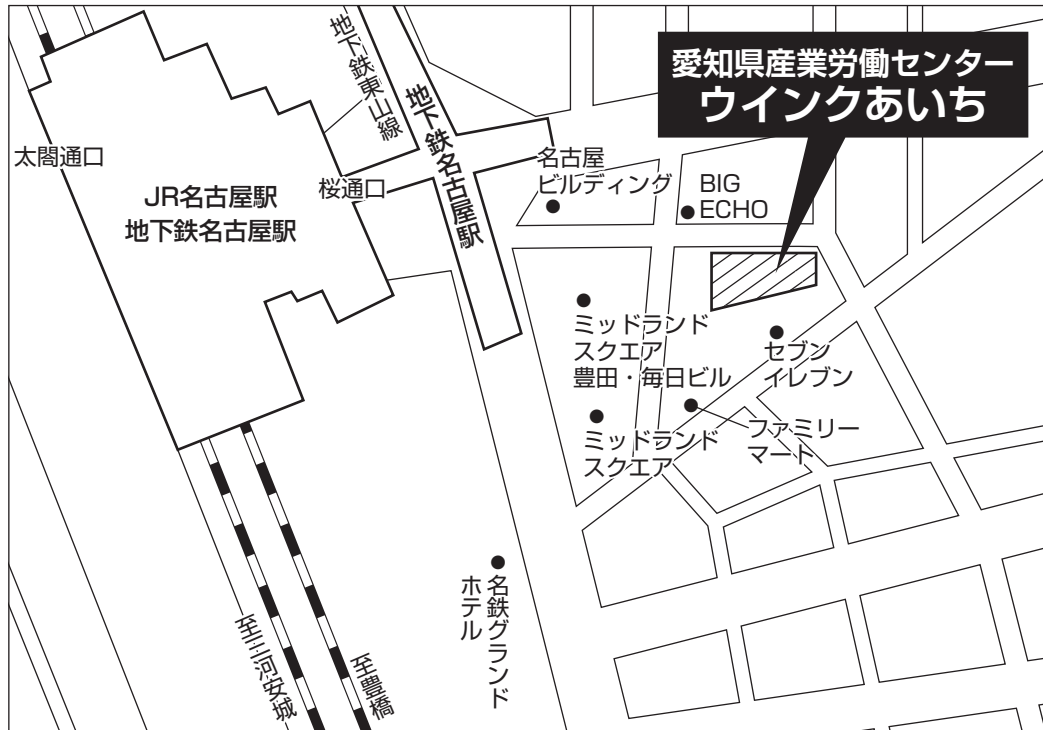 愛知県産業労働センター
ウインクあいち
地下鉄東山線
地下鉄名古屋駅
太閤通口
桜通口
JR名古屋駅
地下鉄名古屋駅
名古屋
ビルディング
BIG
ECHO
ミッドランド
スクエア
豊田・毎日ビル
セブン
イレブン
ミッドランド
スクエア
ファミリー
マート
名鉄グランド
ホテル
至三河安城
至豊橋